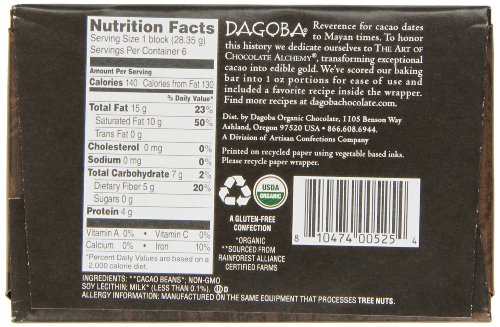 Nutrition Facts
Serving Size 1 block (28.35 g)
Servings Per Container 6
Amount Per Serving
Calories 140 Calories from Fat 130
% Daily Value*
Total Fat 15 g 23%
Saturated Fat 10 g 50%
Trans Fat 0 g
Cholesterol 0 mg 0%
Sodium 0 mg 0%
Total Carbohydrate 7 g 2%
Dietary Fiber 5 g 20%
Sugars 0 g
Protein 4 g
Vitamin A 0% • Vitamin C 0%
Calcium 0% • Iron 10%
*Percent Daily Values are based on a
2,000 calorie diet.
DAGOBA® Reverence for cacao dates
to Mayan times. To honor
this history we dedicate ourselves to THE ART OF
CHOCOLATE ALCHEMY®, transforming exceptional
cacao into edible gold. We've scored our baking
bar into 1 oz portions for ease of use and
included a favorite recipe inside the wrapper.
Find more recipes at dagobachocolate.com.
Dist. by Dagoba Organic Chocolate, 1105 Benson Way
Ashland, Oregon 97520 USA • 866.608.6944.
A Division of Artisan Confections Company
Printed on recycled paper using vegetable based inks.
Please recycle paper wrapper.
USDA
ORGANIC
A GLUTEN-FREE
CONFECTION
*ORGANIC
**SOURCED FROM
RAINFOREST ALLIANCE
CERTIFIED FARMS
8 10474 00525 4
INGREDIENTS: **CACAO BEANS*; NON-GMO
SOY LECITHIN; MILK* (LESS THAN 0.1%). Ⓤ D
ALLERGY INFORMATION: MANUFACTURED ON THE SAME EQUIPMENT THAT PROCESSES TREE NUTS.